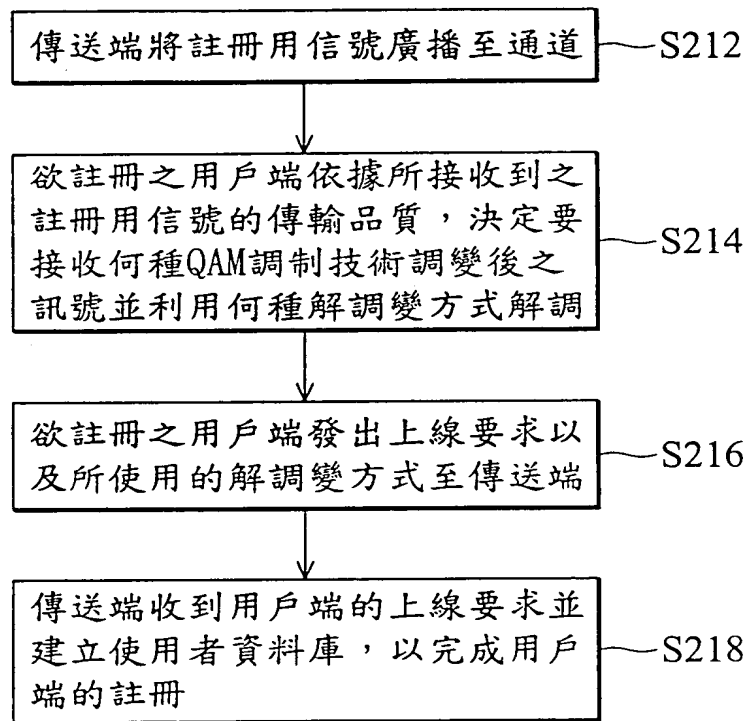 傳送端將註冊用信號廣播至通道
S212
欲註冊之用戶端依據所接收到之
註冊用信號的傳輸品質，決定要
接收何種QAM調制技術調變後之
訊號並利用何種解調變方式解調
S214
欲註冊之用戶端發出上線要求以
及所使用的解調變方式至傳送端
S216
傳送端收到用戶端的上線要求並
建立使用者資料庫，以完成用戶
端的註冊
S218